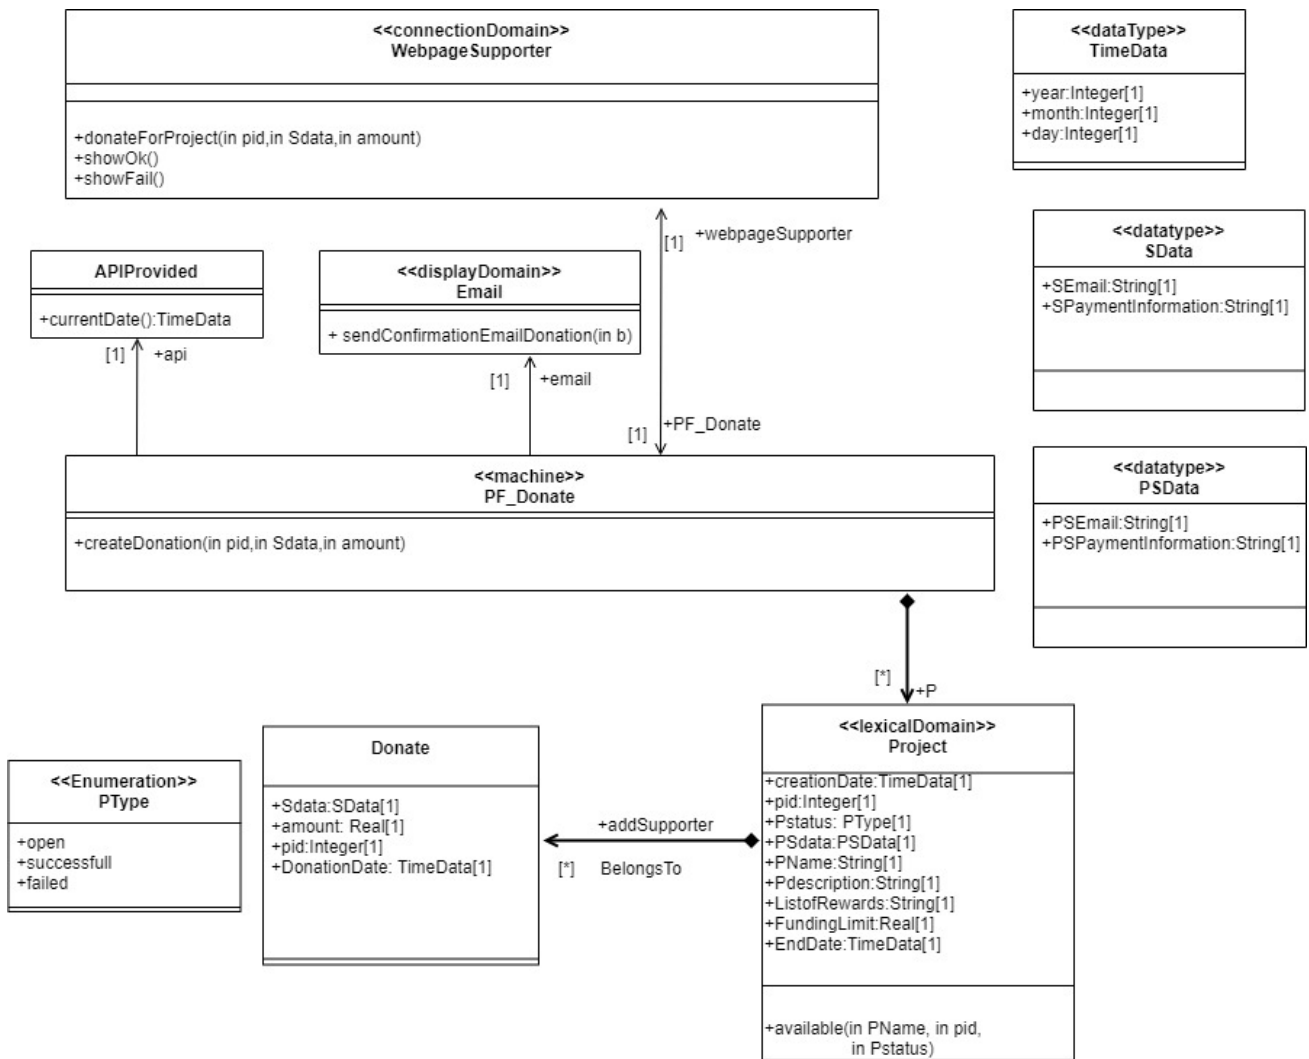 <<connectionDomain>>
WebpageSupporter
+donateForProject(in pid,in Sdata,in amount)
+showOk()
+showFail()
<<dataType>>
TimeData
+year:Integer[1]
+month:Integer[1]
+day:Integer[1]
[1]
+webpageSupporter
<<datatype>>
SData
+SEmail:String[1]
+SPaymentInformation:String[1]
APIProvided
+currentDate():TimeData
<<displayDomain>>
Email
+ sendConfirmationEmailDonation(in b)
[1]
+api
[1]
+email
[1]
+PF_Donate
<<machine>>
PF_Donate
+createDonation(in pid,in Sdata,in amount)
<<datatype>>
PSData
+PSEmail:String[1]
+PSPaymentInformation:String[1]
[*]
+P
<<Enumeration>>
PType
+open
+successfull
+failed
Donate
+Sdata:SData[1]
+amount: Real[1]
+pid:Integer[1]
+DonationDate: TimeData[1]
+addSupporter
[*]
BelongsTo
<<lexicalDomain>>
Project
+creationDate:TimeData[1]
+pid:Integer[1]
+Pstatus: PType[1]
+PSdata:PSData[1]
+PName:String[1]
+Pdescription:String[1]
+ListofRewards:String[1]
+FundingLimit:Real[1]
+EndDate:TimeData[1]
+available(in PName, in pid,
in Pstatus)